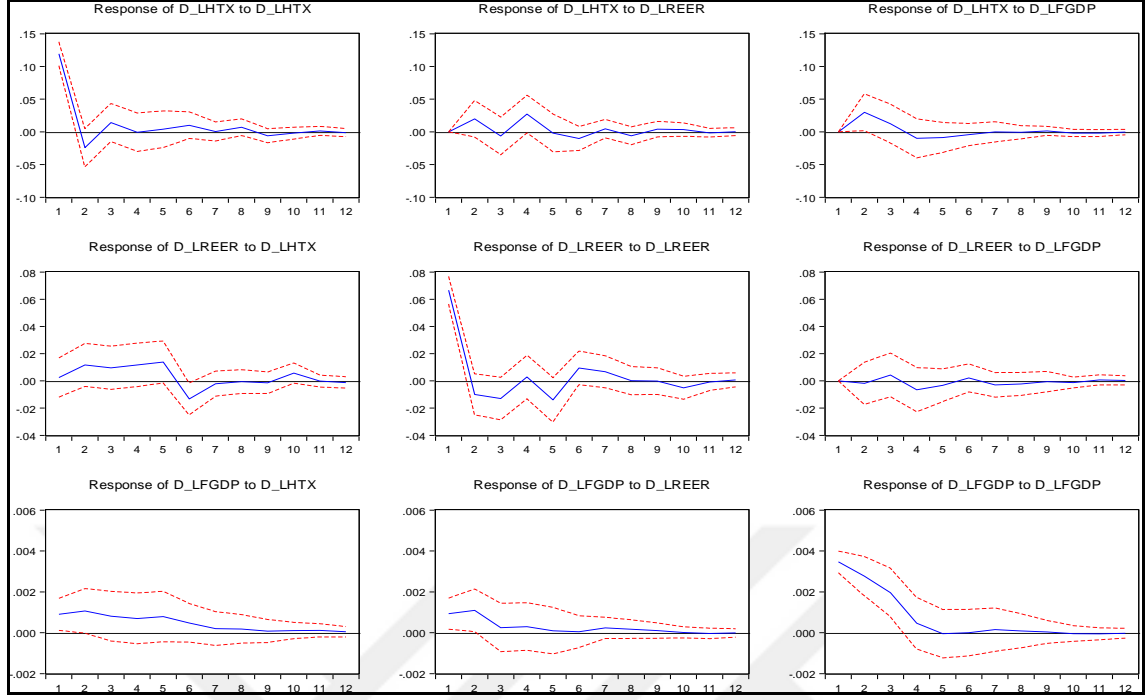 Response of D_LHTX to D_LHTX Response of D_LHTX to D_LREER Response of D_LHTX to D_LFGDP
.15 .15 .15
.10 .10 .10
.05 .05 .05
.00 .00 .00
-.05 -.05 -.05
-.10 -.10 -.10
1 2 3 4 5 6 7 8 9 10 11 12 1 2 3 4 5 6 7 8 9 10 11 12 1 2 3 4 5 6 7 8 9 10 11 12
Response of D_LREER to D_LHTX Response of D_LREER to D_LREER Response of D_LREER to D_LFGDP
.08 .08 .08
.06 .06 .06
.04 .04 .04
.02 .02 .02
.00 .00 .00
-.02 -.02 -.02
-.04 -.04 -.04
1 2 3 4 5 6 7 8 9 10 11 12 1 2 3 4 5 6 7 8 9 10 11 12 1 2 3 4 5 6 7 8 9 10 11 12
Response of D_LFGDP to D_LHTX Response of D_LFGDP to D_LREER Response of D_LFGDP to D_LFGDP
.006 .006 .006
.004 .004 .004
.002 .002 .002
.000 .000 .000
-.002 -.002 -.002
1 2 3 4 5 6 7 8 9 10 11 12 1 2 3 4 5 6 7 8 9 10 11 12 1 2 3 4 5 6 7 8 9 10 11 12